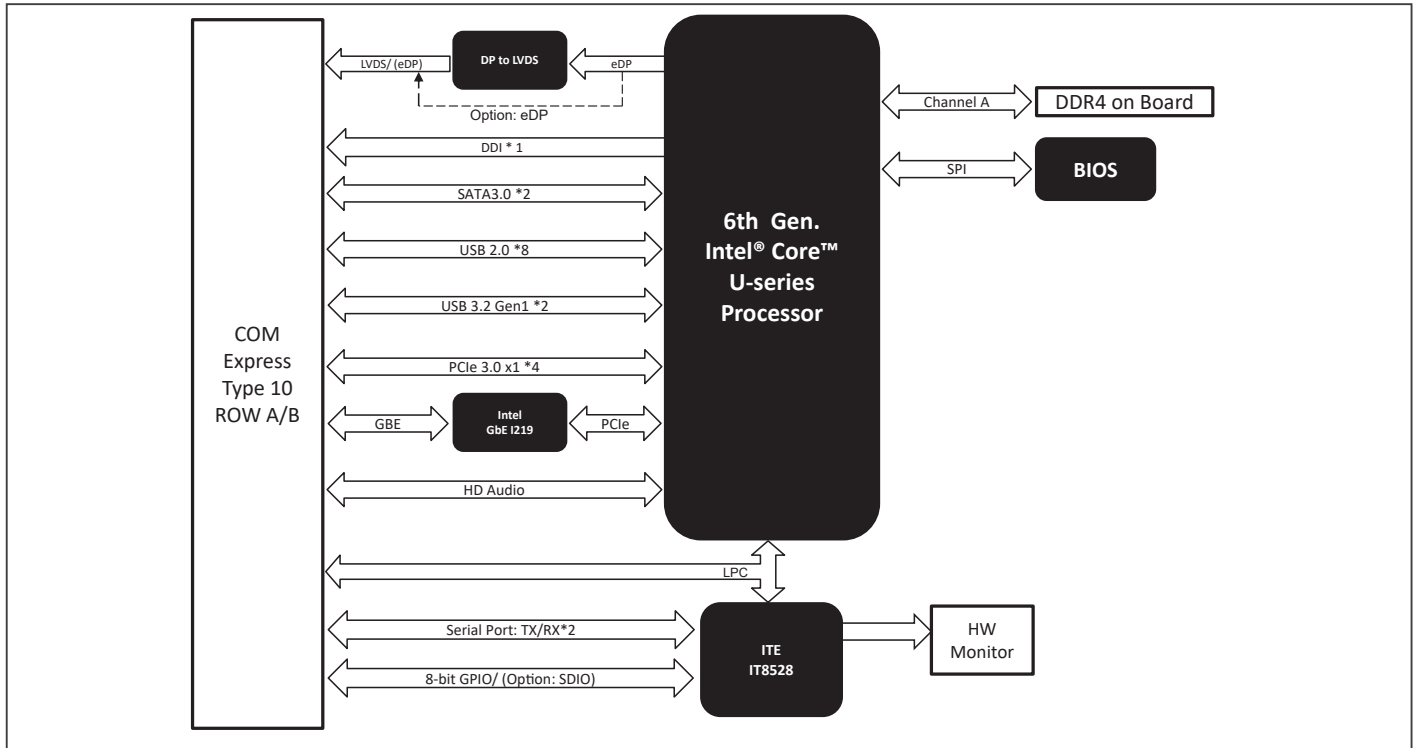 LVDS/ (eDP)
DP to LVDS
eDP
Option: eDP
Channel A
DDR4 on Board
DDI * 1
SPI
BIOS
SATA3.0 *2
6th Gen.
Intel® Core™
U-series
Processor
USB 2.0 *8
USB 3.2 Gen1 *2
COM
Express
Type 10
ROW A/B
PCIe 3.0 x1 *4
GBE
Intel
GbE I219
PCIe
HD Audio
LPC
Serial Port: TX/RX*2
ITE
IT8528
HW
Monitor
8-bit GPIO/ (Option: SDIO)